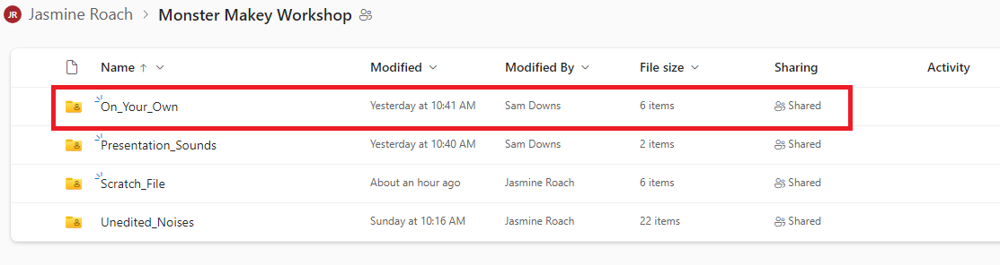 JR Jasmine Roach > Monster Makey Workshop
Name Modified Modified By File size Sharing Activity
On_Your_Own Yesterday at 10:41 AM Sam Downs 6 items Shared
Presentation_Sounds Yesterday at 10:40 AM Sam Downs 2 items Shared
Scratch_File About an hour ago Jasmine Roach 6 items Shared
Unedited_Noises Sunday at 10:16 AM Jasmine Roach 22 items Shared